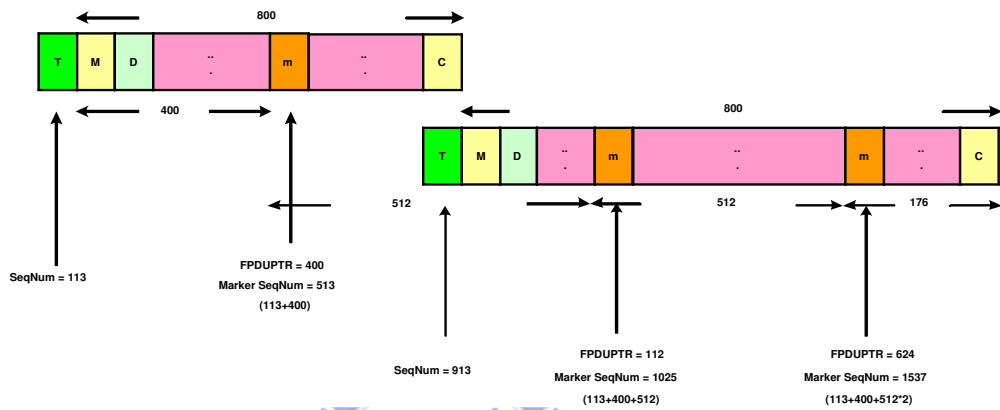 800
T M D .. . m .. . C
400
800
T M D .. . m .. . m .. . C
512 512 176
SeqNum = 113
FPDUPTR = 400
Marker SeqNum = 513
(113+400)
SeqNum = 913
FPDUPTR = 112
Marker SeqNum = 1025
(113+400+512)
FPDUPTR = 624
Marker SeqNum = 1537
(113+400+512*2)